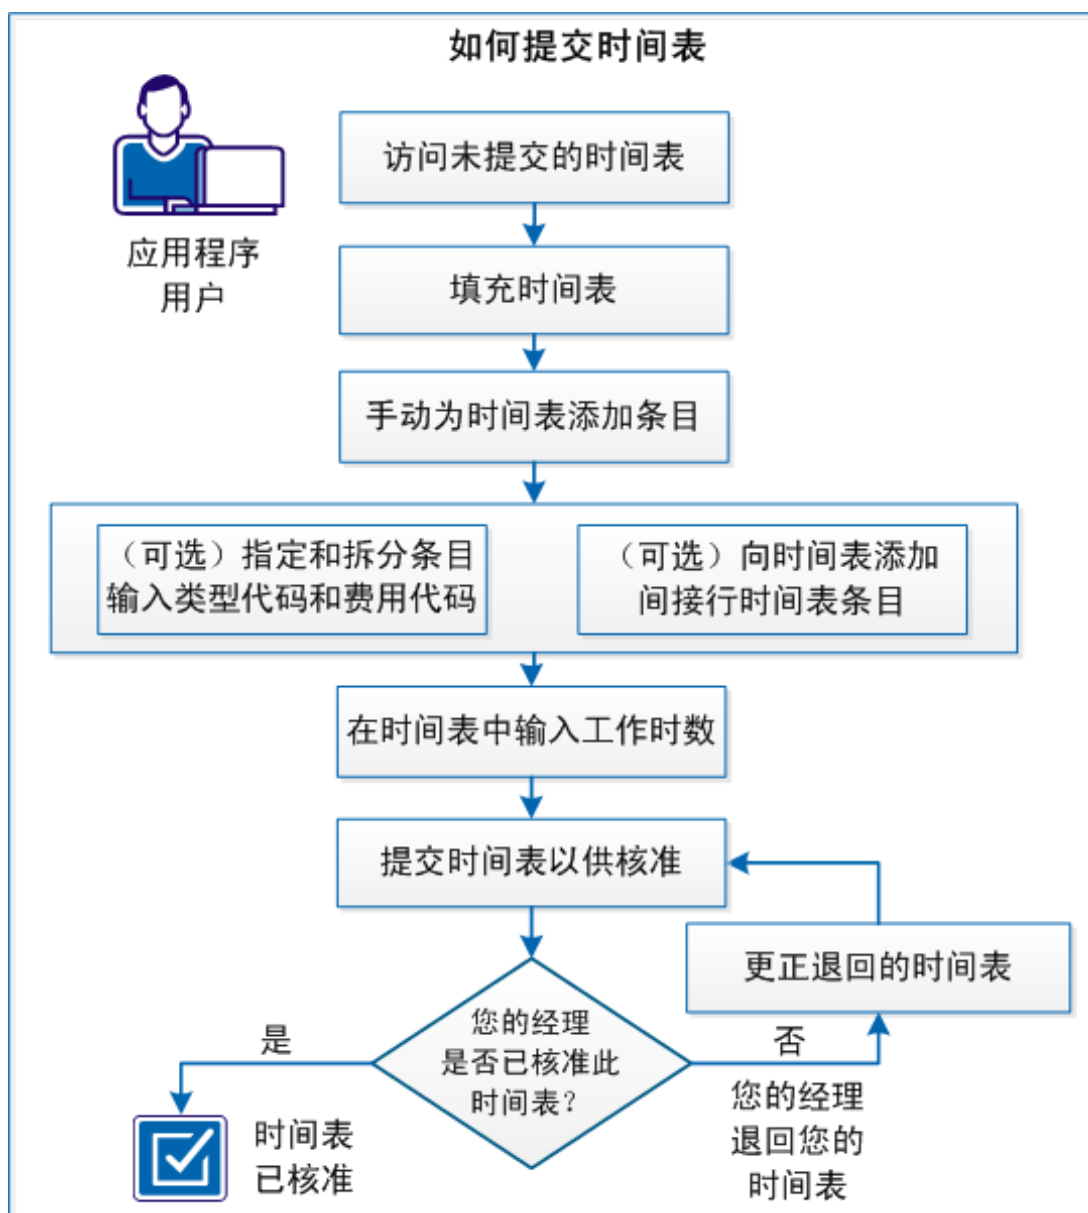 如何提交时间表
应用程序
用户
访问未提交的时间表
填充时间表
手动为时间表添加条目
（可选）指定和拆分条目
输入类型代码和费用代码
（可选）向时间表添加
间接行时间表条目
在时间表中输入工作时数
提交时间表以供核准
更正退回的时间表
您的经理
是否已核准此
时间表？
是
否
时间表
已核准
您的经理
退回您的
时间表